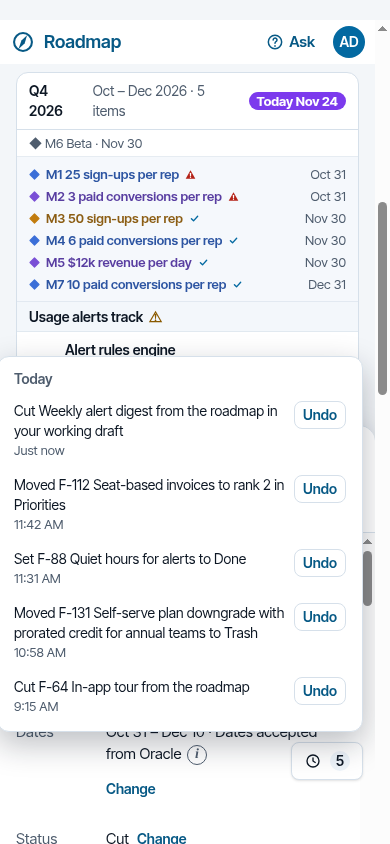 Roadmap
Ask
AD
Q4 2026
Oct – Dec 2026 · 5 items
Today Nov 24
M6 Beta · Nov 30
M1 25 sign-ups per rep
Oct 31
M2 3 paid conversions per rep
Oct 31
M3 50 sign-ups per rep
Nov 30
M4 6 paid conversions per rep
Nov 30
M5 $12k revenue per day
Nov 30
M7 10 paid conversions per rep
Dec 31
Usage alerts track
Alert rules engine
Today
Cut Weekly alert digest from the roadmap in
your working draft
Just now
Undo
Moved F-112 Seat-based invoices to rank 2 in
Priorities
11:42 AM
Undo
Set F-88 Quiet hours for alerts to Done
11:31 AM
Undo
Moved F-131 Self-serve plan downgrade with
prorated credit for annual teams to Trash
10:58 AM
Undo
Cut F-64 In-app tour from the roadmap
9:15 AM
Undo
Dates
Oct 31 – Dec 10 · Dates accepted
from Oracle
Change
5
Status
Cut Change